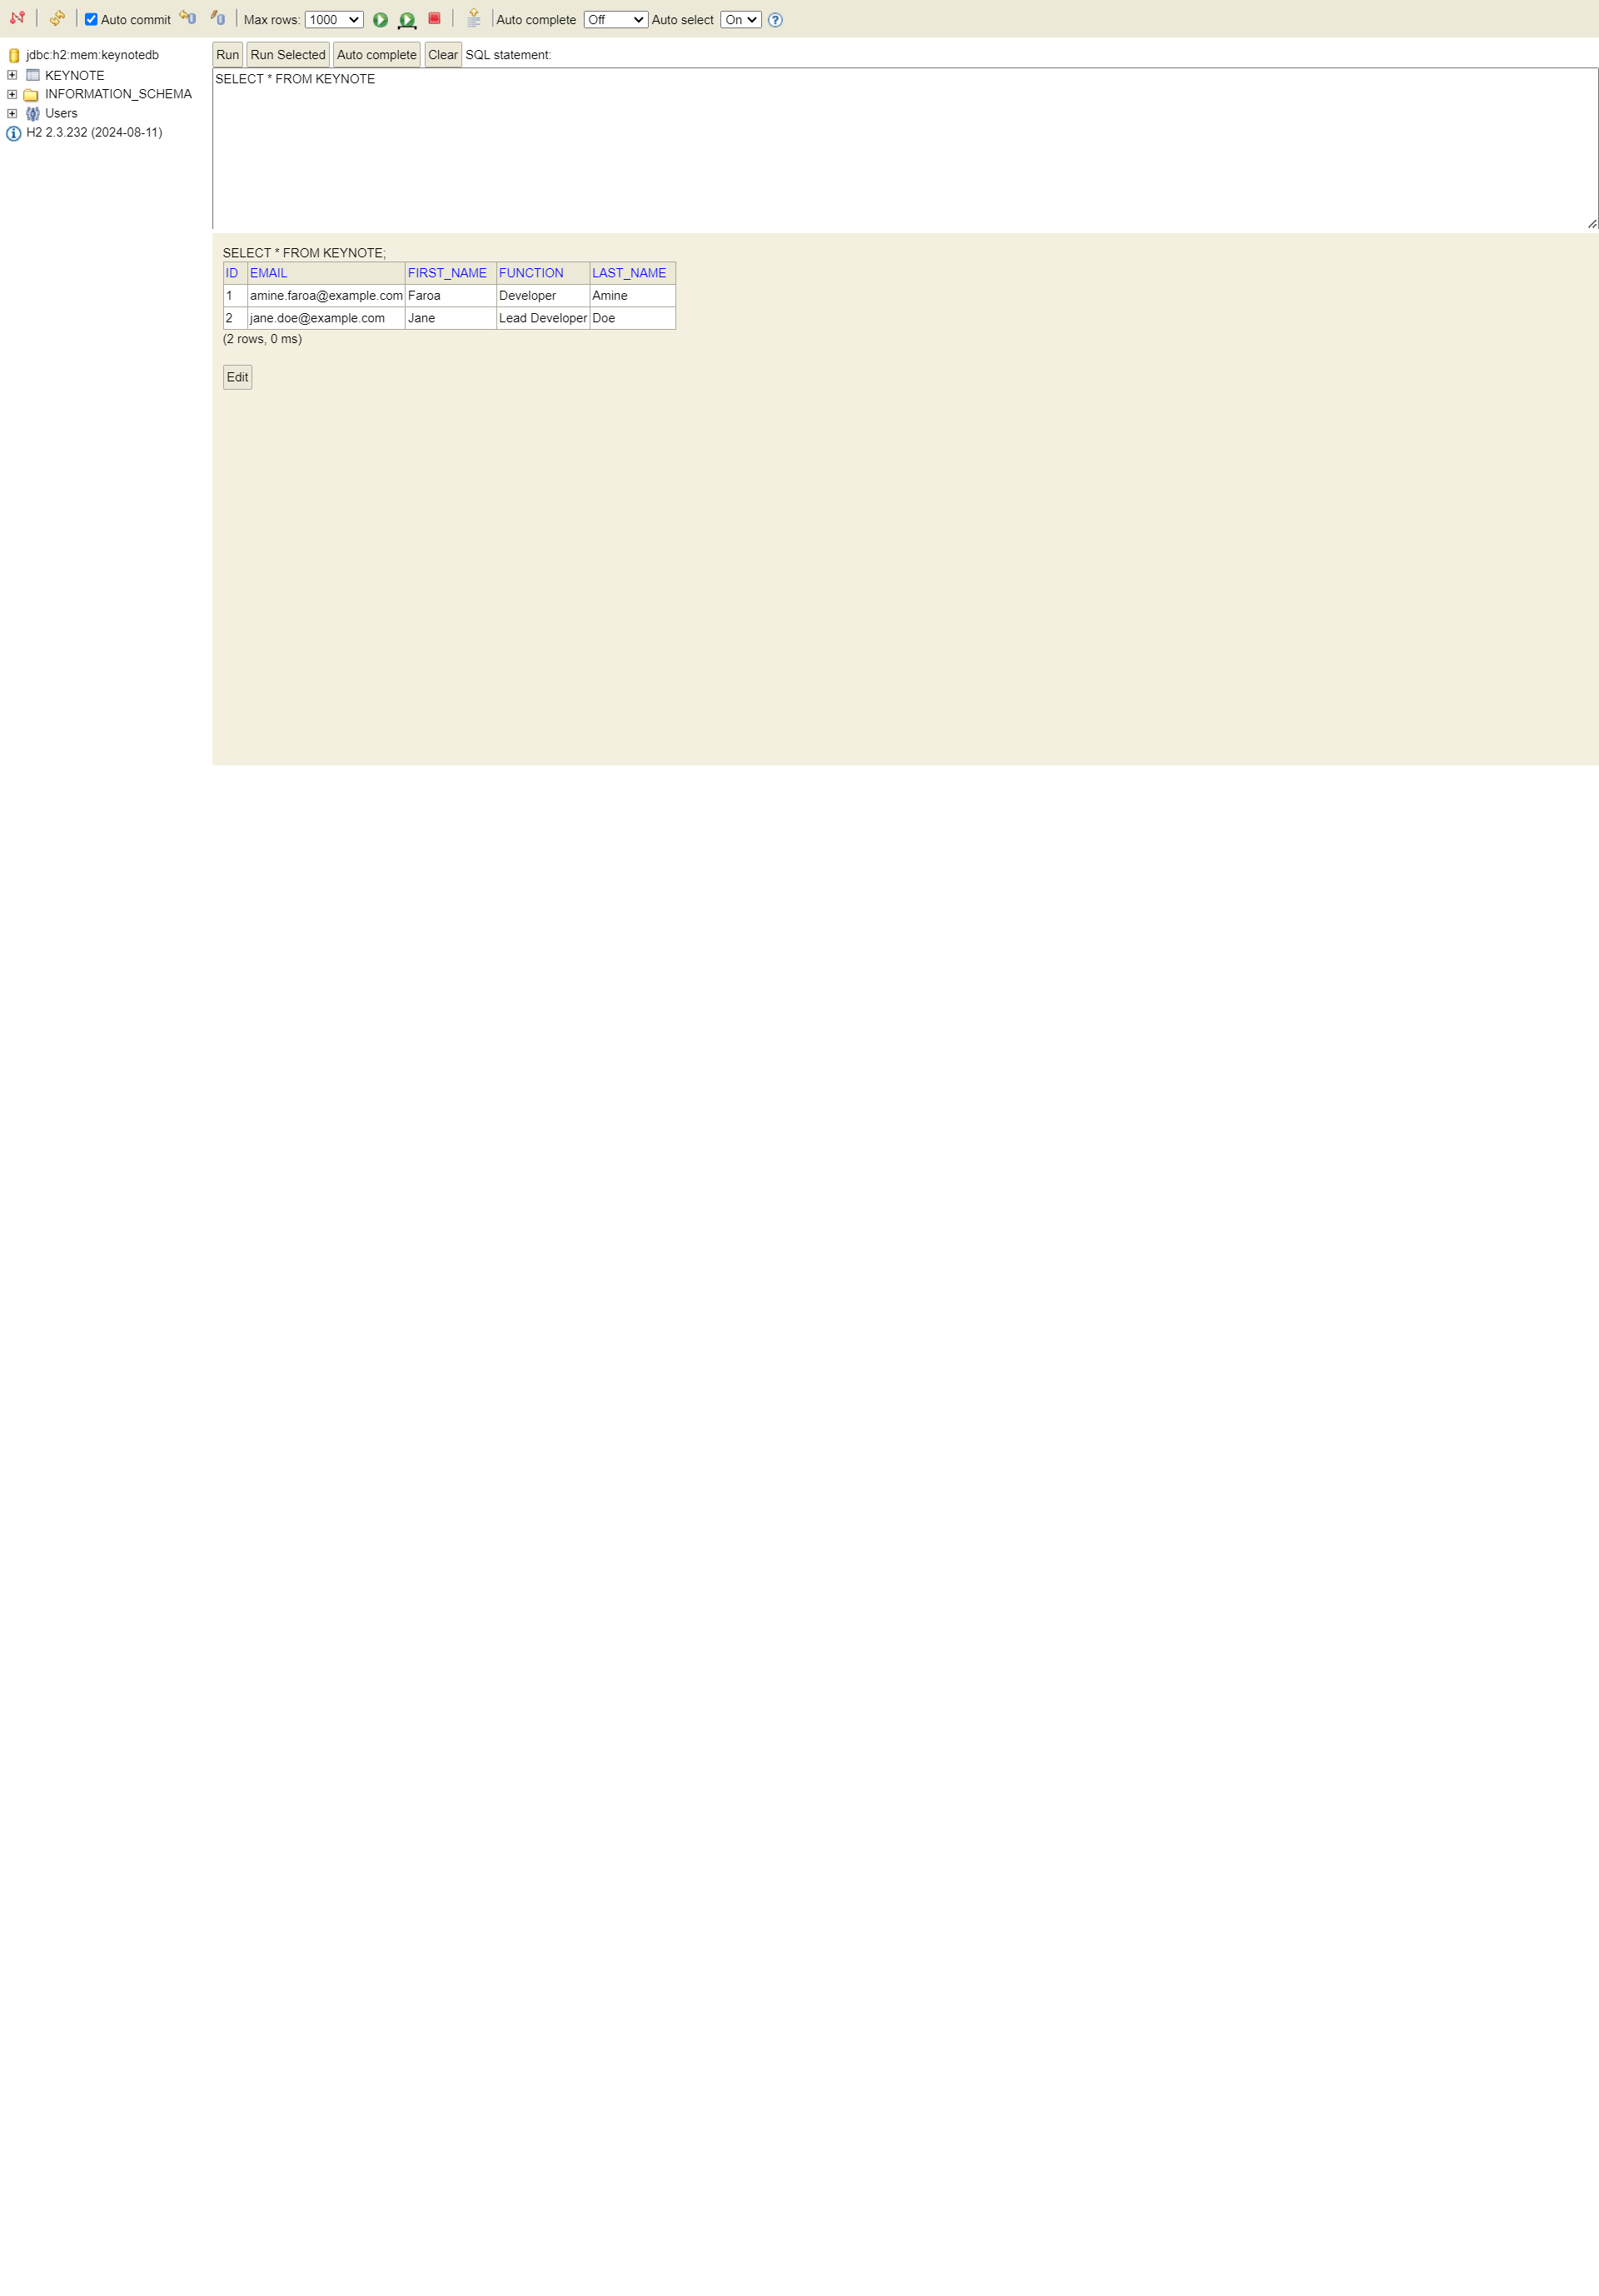 Auto commit Max rows: 1000 Auto complete Off Auto select On ?
jdbc:h2:mem:keynotedb
KEYNOTE
INFORMATION_SCHEMA
Users
H2 2.3.232 (2024-08-11)
Run Run Selected Auto complete Clear SQL statement:
SELECT * FROM KEYNOTE
SELECT * FROM KEYNOTE;
ID EMAIL FIRST_NAME FUNCTION LAST_NAME
1 amine.faroa@example.com Faroa Developer Amine
2 jane.doe@example.com Jane Lead Developer Doe
(2 rows, 0 ms)
Edit